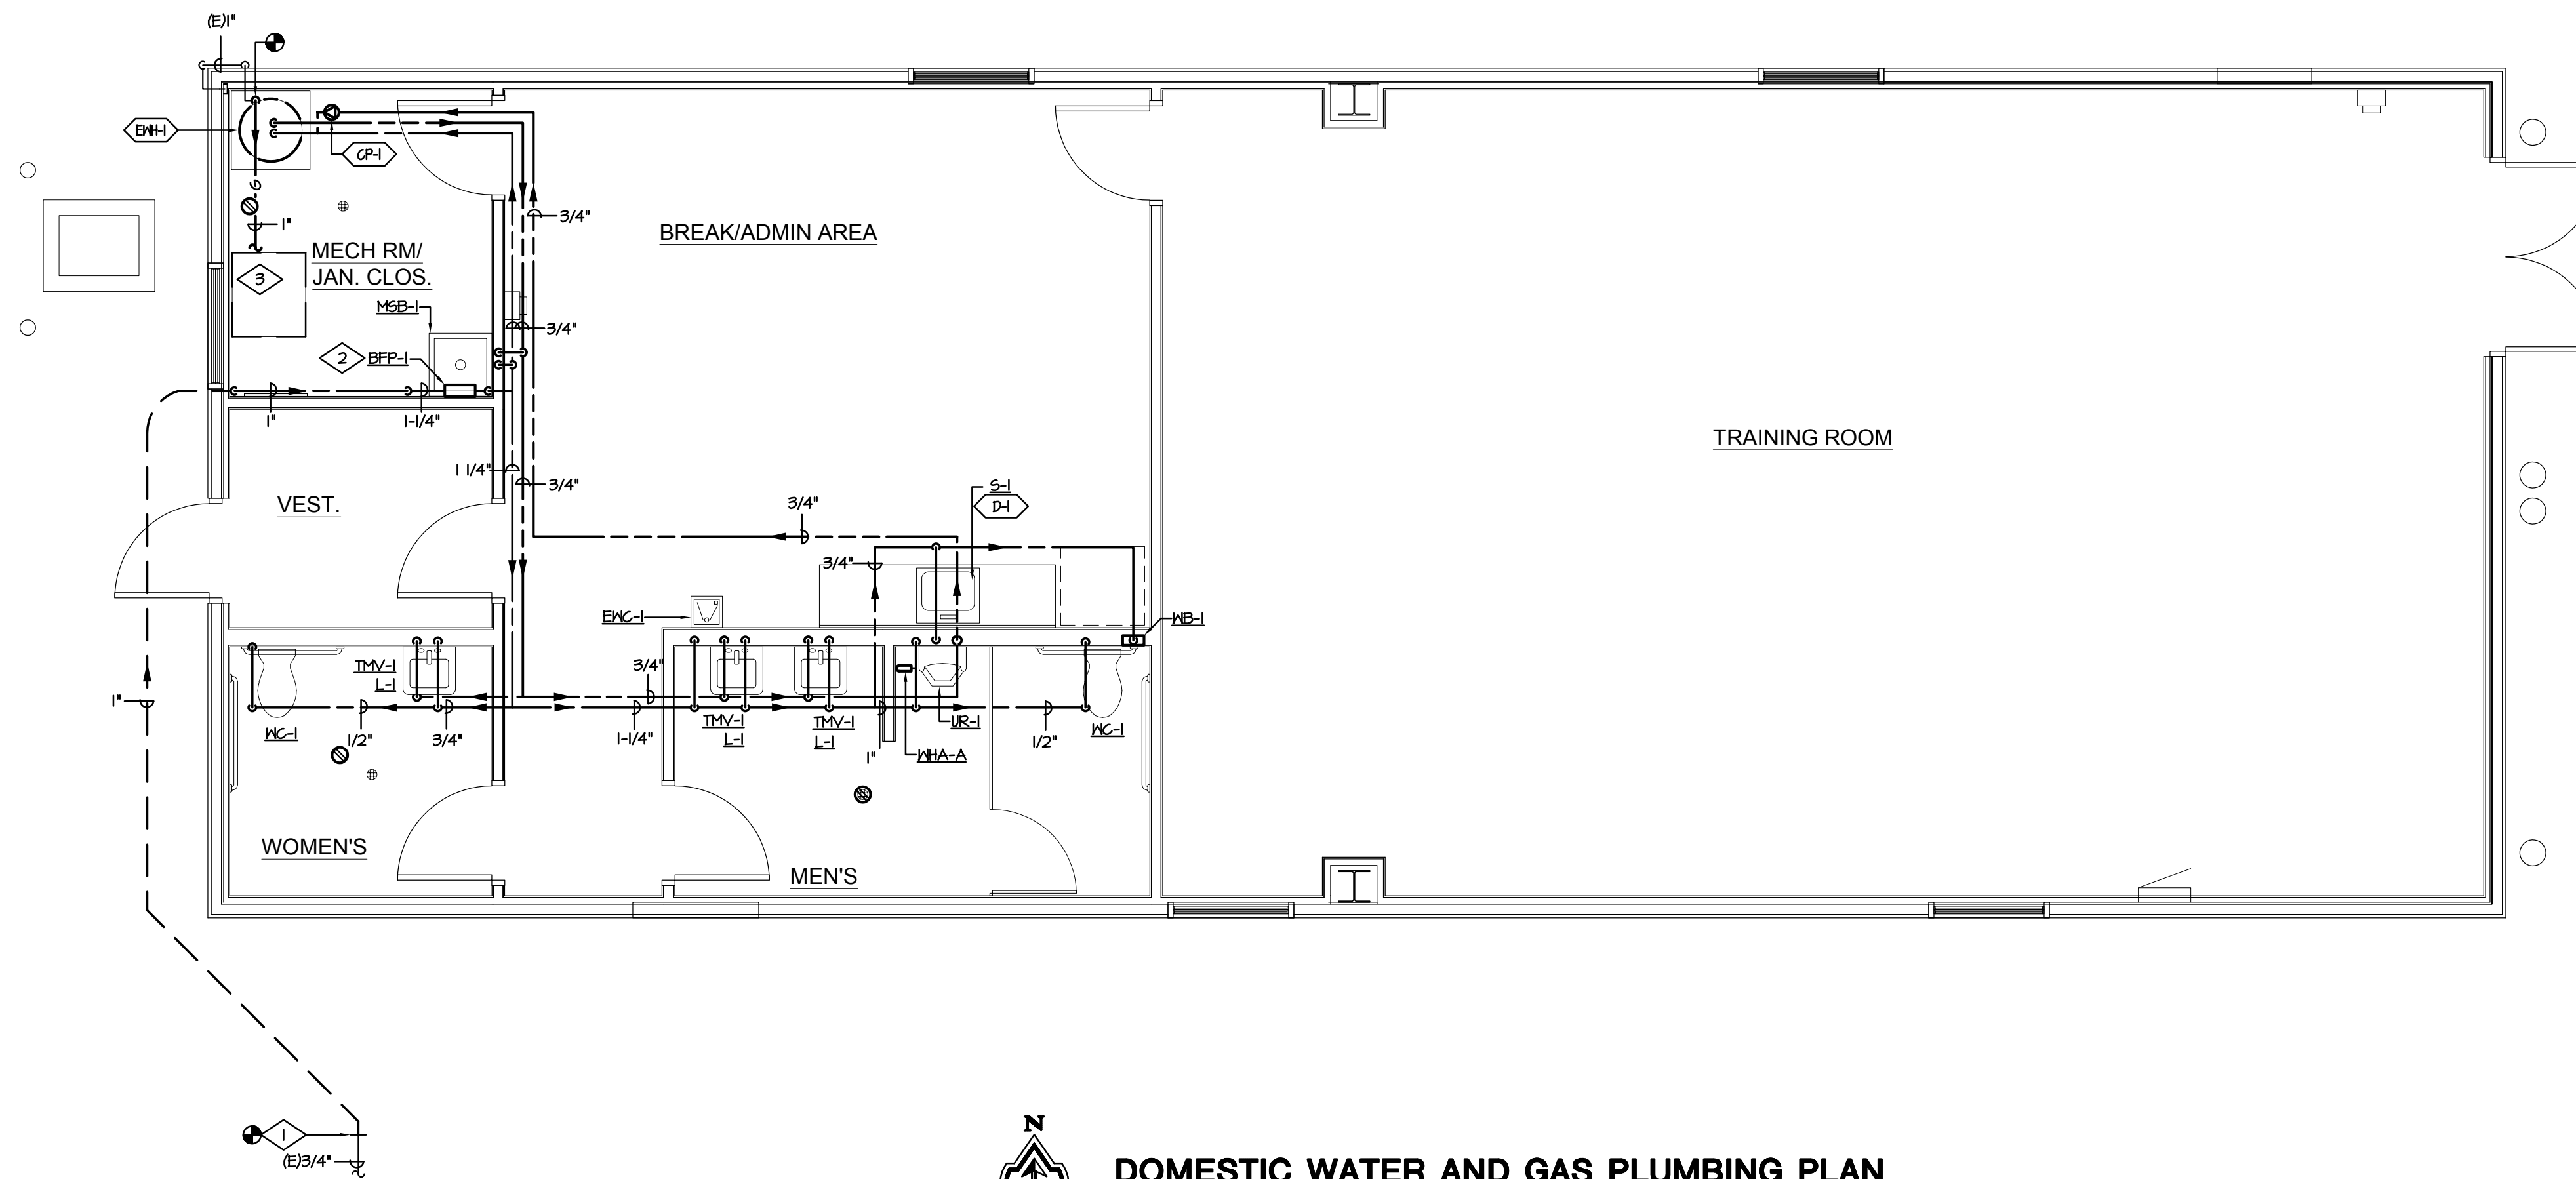 (E)1"
EWH-1
CP-1
G
1"
3/4"
BREAK/ADMIN AREA
MECH RM/
JAN. CLOS.
3
MSB-1
3/4"
2
BFP-1
1"
1-1/4"
TRAINING ROOM
1 1/4"
3/4"
S-1
D-1
VEST.
3/4"
3/4"
EWC-1
WB-1
TMV-1
L-1
3/4"
1"
WC-1
1/2"
3/4"
1-1/4"
TMV-1
L-1
TMV-1
L-1
1"
UR-1
WHA-A
1/2"
WC-1
WOMEN'S
MEN'S
1
(E)3/4"
N
DOMESTIC WATER AND GAS PLUMBING PLAN